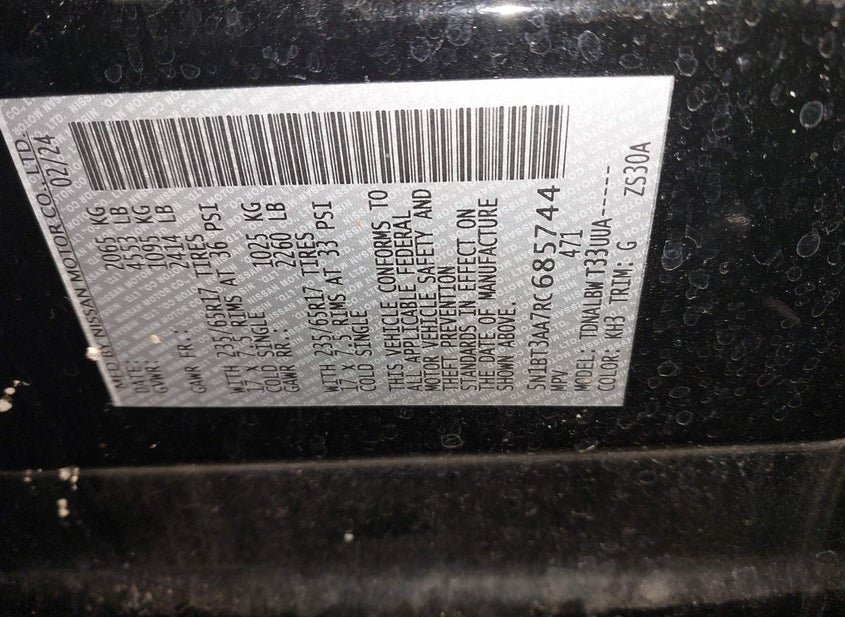 MFD BY NISSAN MOTOR CO., LTD.
DATE: 02/24
GVWR: 2065 KG
4553 LB
GAWR FR.: 1095 KG
2414 LB
WITH 235/65R17 TIRES
17 X 7.5 RIMS AT 36 PSI
COLD SINGLE
GAWR RR.: 1025 KG
2260 LB
WITH 235/65R17 TIRES
17 X 7.5 RIMS AT 33 PSI
COLD SINGLE
THIS VEHICLE CONFORMS TO
ALL APPLICABLE FEDERAL
MOTOR VEHICLE SAFETY AND
THEFT PREVENTION
STANDARDS IN EFFECT ON
THE DATE OF MANUFACTURE
SHOWN ABOVE.
5N1BT3AA7RC685744
MPV 471
MODEL: TDNALBWT33UUA-----
COLOR: KH3 TRIM: G ZS30A